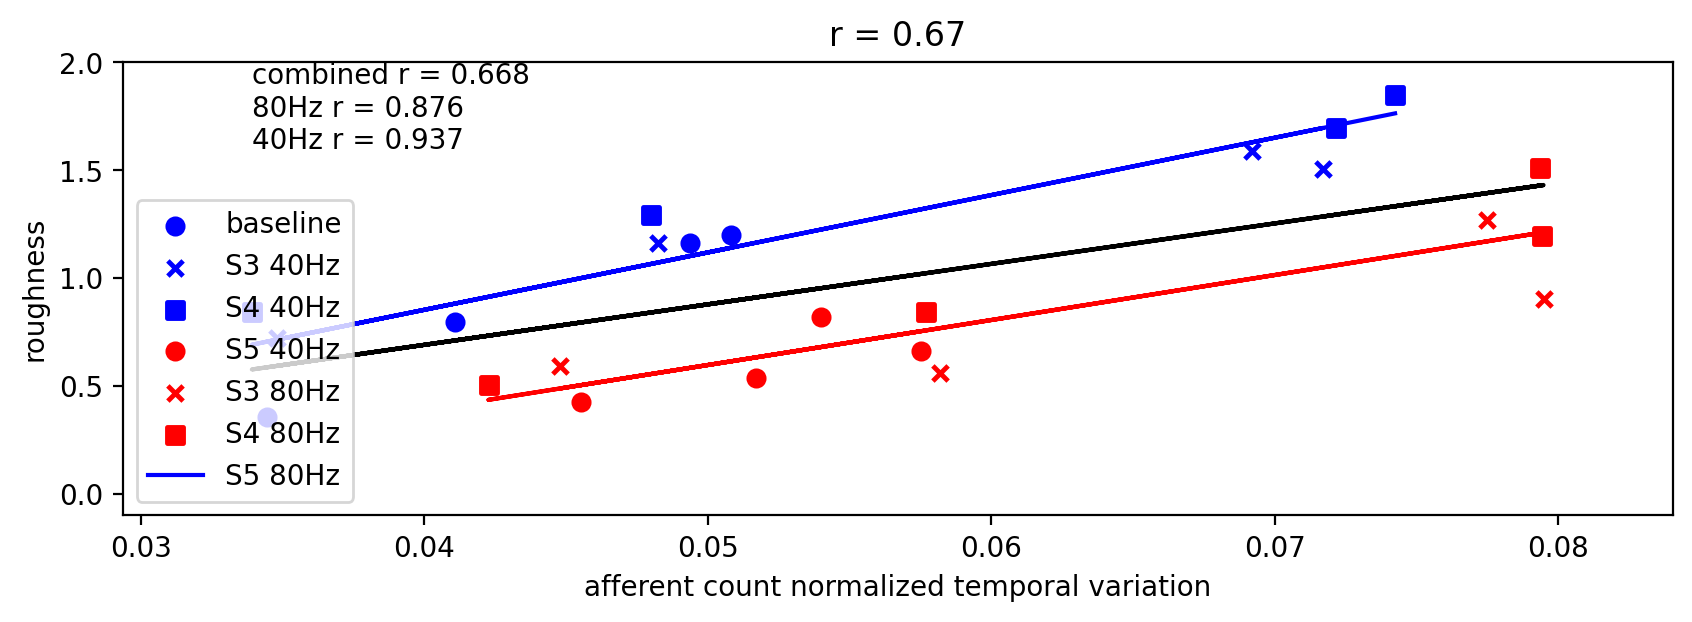 r = 0.67
combined r = 0.668
80Hz r = 0.876
40Hz r = 0.937
2.0
1.5
1.0
0.5
0.0
roughness
baseline
S3 40Hz
S4 40Hz
S5 40Hz
S3 80Hz
S4 80Hz
S5 80Hz
0.03 0.04 0.05 0.06 0.07 0.08
afferent count normalized temporal variation